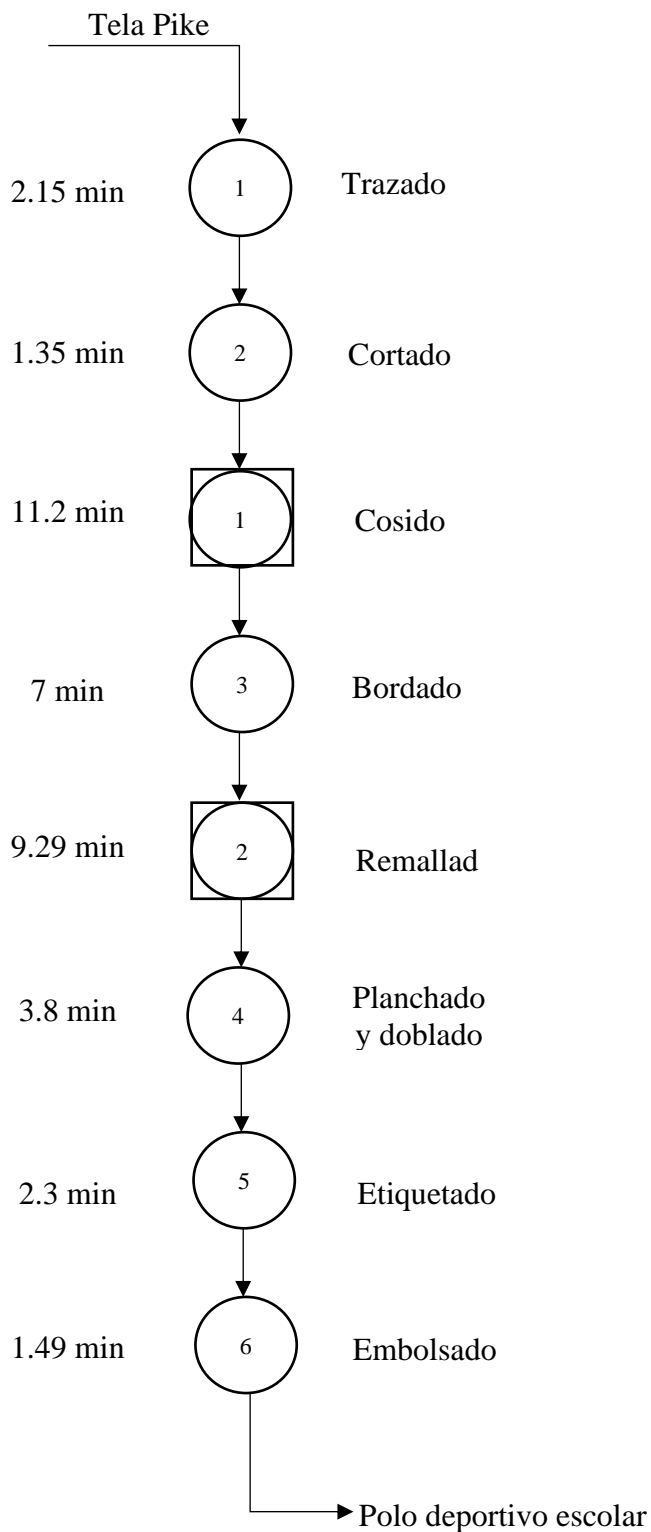 Tela Pike
2.15 min
1
Trazado
1.35 min
2
Cortado
11.2 min
1
Cosido
7 min
3
Bordado
9.29 min
2
Remallad
3.8 min
4
Planchado
y doblado
2.3 min
5
Etiquetado
1.49 min
6
Embolsado
Polo deportivo escolar